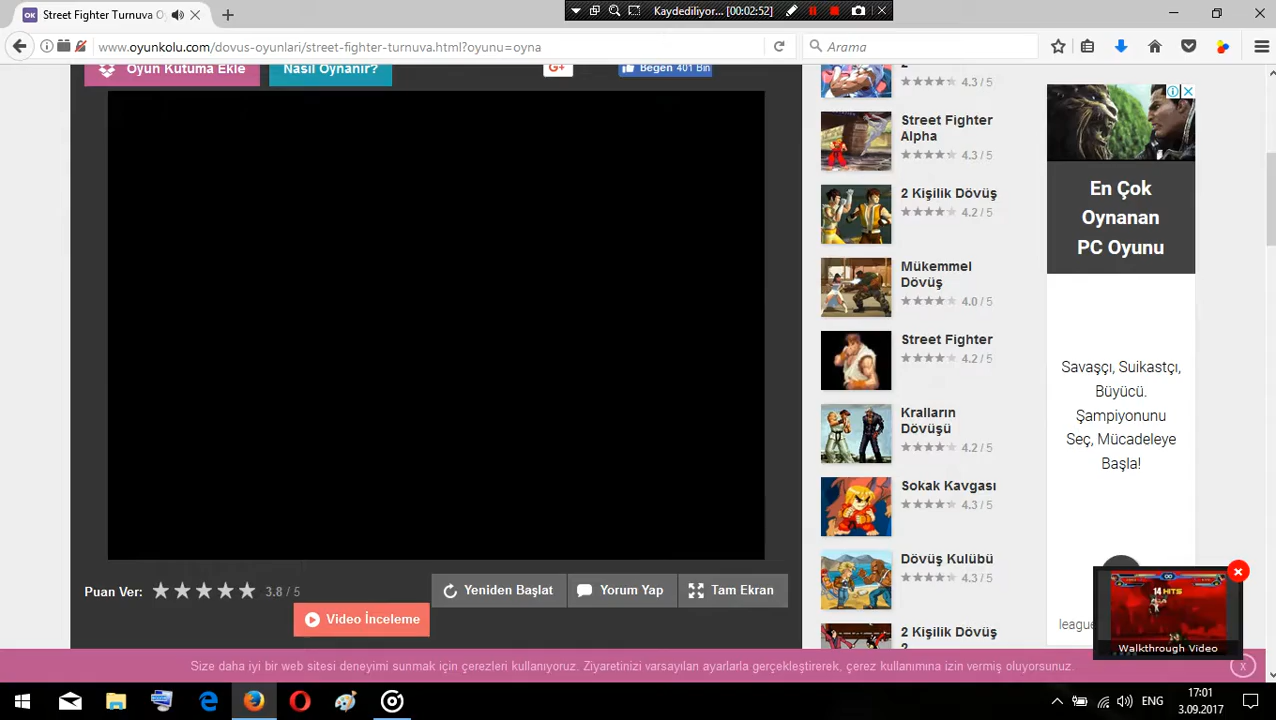 Street Fighter Turnuva O
Kaydediliyor... [00:02:52]
www.oyunkolu.com/dovus-oyunlari/street-fighter-turnuva.html?oyunu=oyna
Arama
Oyun Kutuma Ekle
Nasıl Oynanır?
G+
Beğen 401 Bin
2
4.3 / 5
Street Fighter
Alpha
4.3 / 5
2 Kişilik Dövüş
4.2 / 5
Mükemmel
Dövüş
4.0 / 5
Street Fighter
4.2 / 5
Kralların
Dövüşü
4.2 / 5
Sokak Kavgası
4.3 / 5
Dövüş Kulübü
4.3 / 5
2 Kişilik Dövüş
2
En Çok
Oynanan
PC Oyunu
Savaşçı, Suikastçı,
Büyücü.
Şampiyonunu
Seç, Mücadeleye
Başla!
league
14 HITS
Walkthrough Video
Puan Ver:
3.8 / 5
Yeniden Başlat
Yorum Yap
Tam Ekran
Video İnceleme
Size daha iyi bir web sitesi deneyimi sunmak için çerezleri kullanıyoruz. Ziyaretinizi varsayılan ayarlarla gerçekleştirerek, çerez kullanımına izin vermiş oluyorsunuz.
x
ENG
17:01
3.09.2017